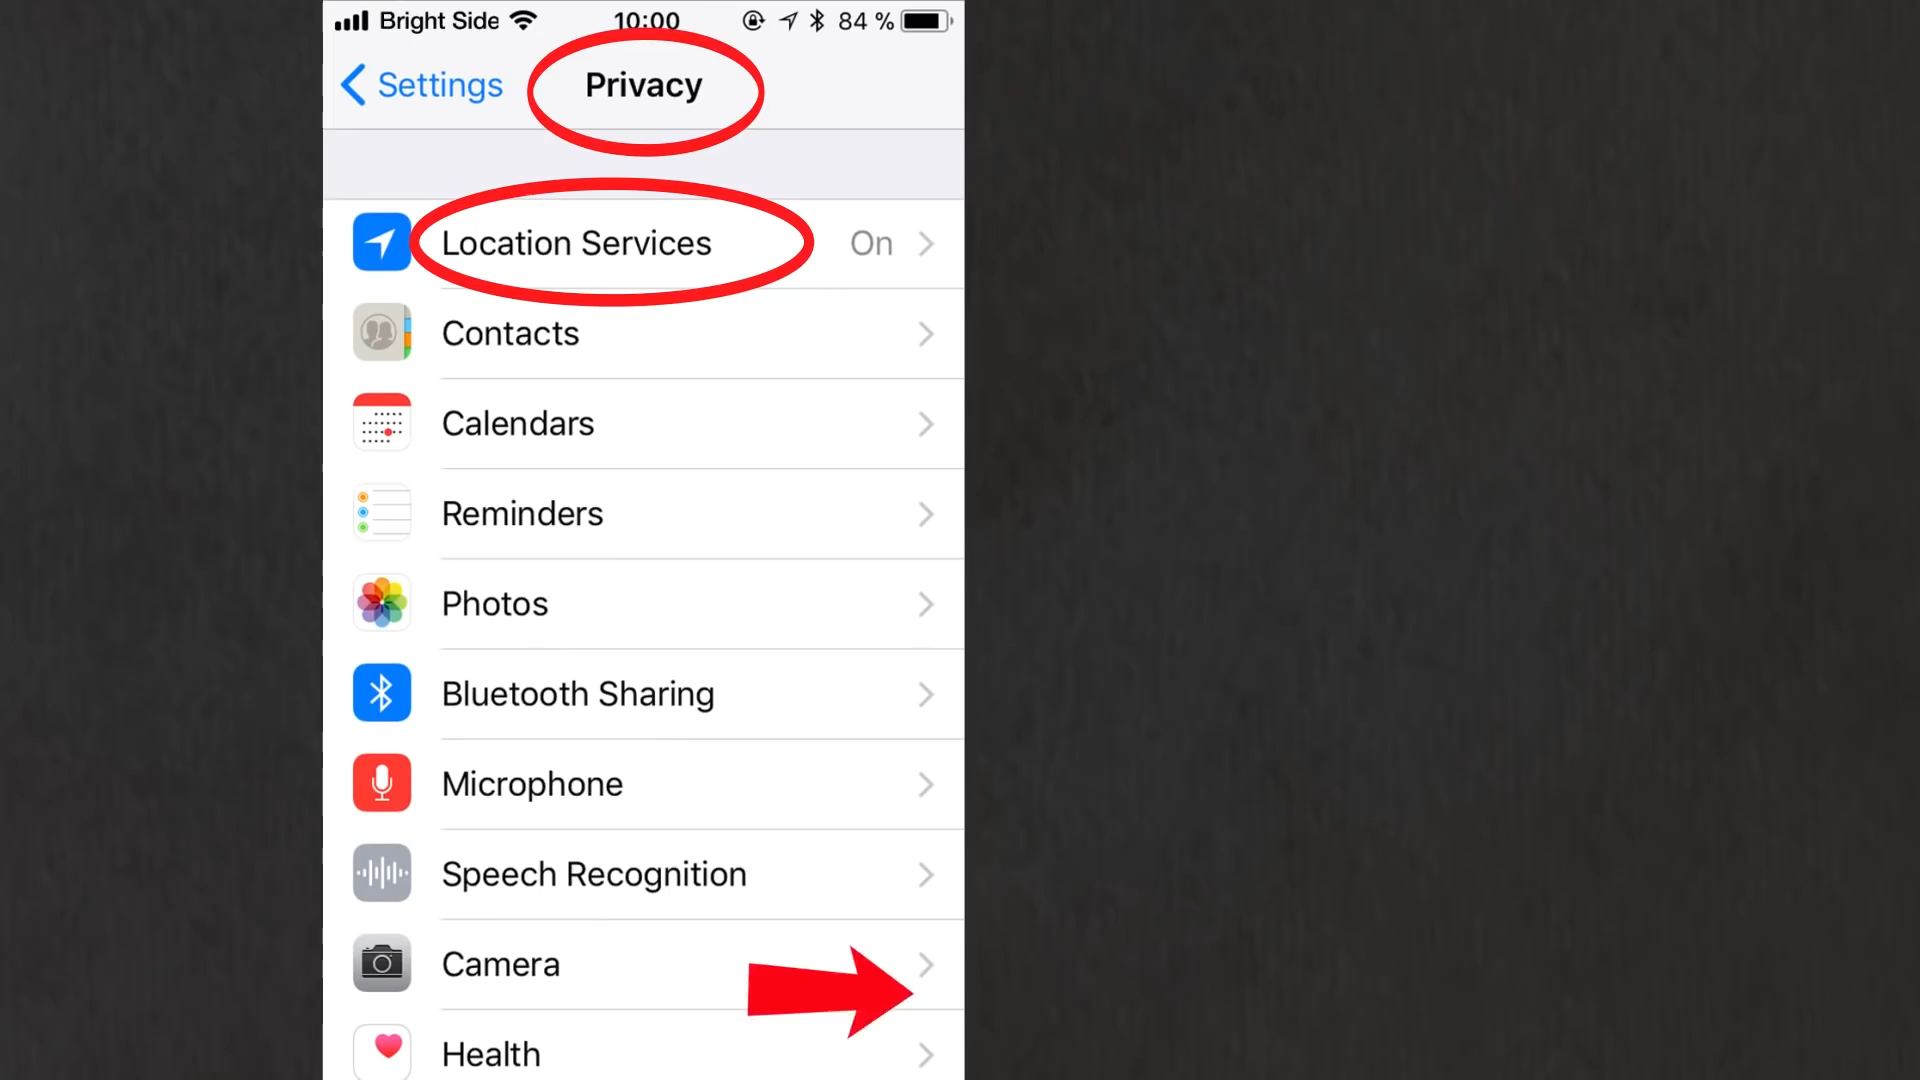 Bright Side 10:00 84 %
Settings Privacy
Location Services On
Contacts
Calendars
Reminders
Photos
Bluetooth Sharing
Microphone
Speech Recognition
Camera
Health